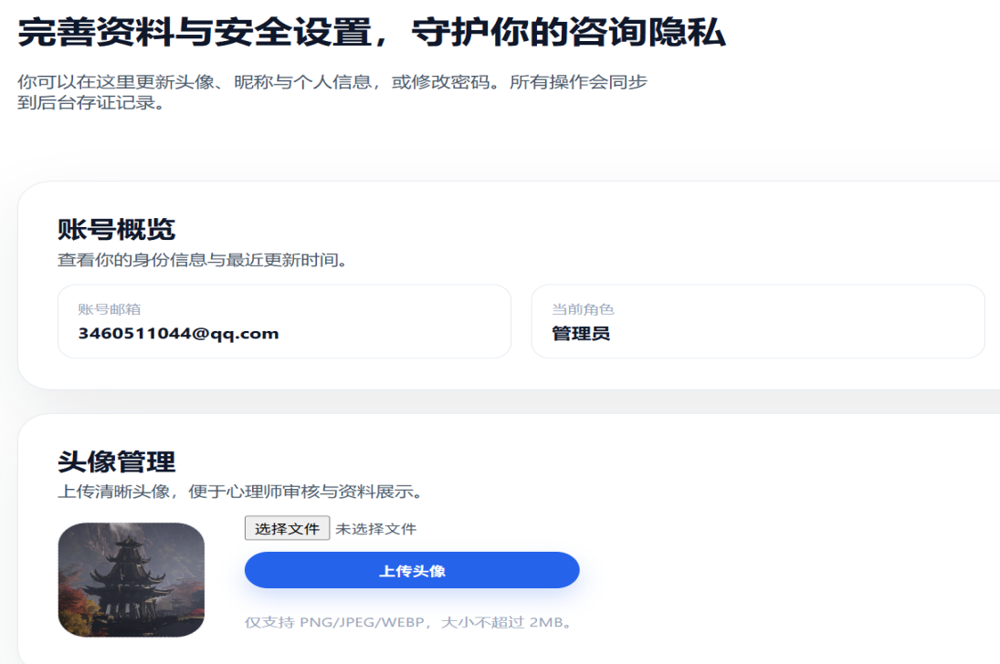 完善资料与安全设置，守护你的咨询隐私
你可以在这里更新头像、昵称与个人信息，或修改密码。所有操作会同步
到后台存证记录。
账号概览
查看你的身份信息与最近更新时间。
账号邮箱
3460511044@qq.com
当前角色
管理员
头像管理
上传清晰头像，便于心理师审核与资料展示。
选择文件 未选择文件
上传头像
仅支持 PNG/JPEG/WEBP，大小不超过 2MB。